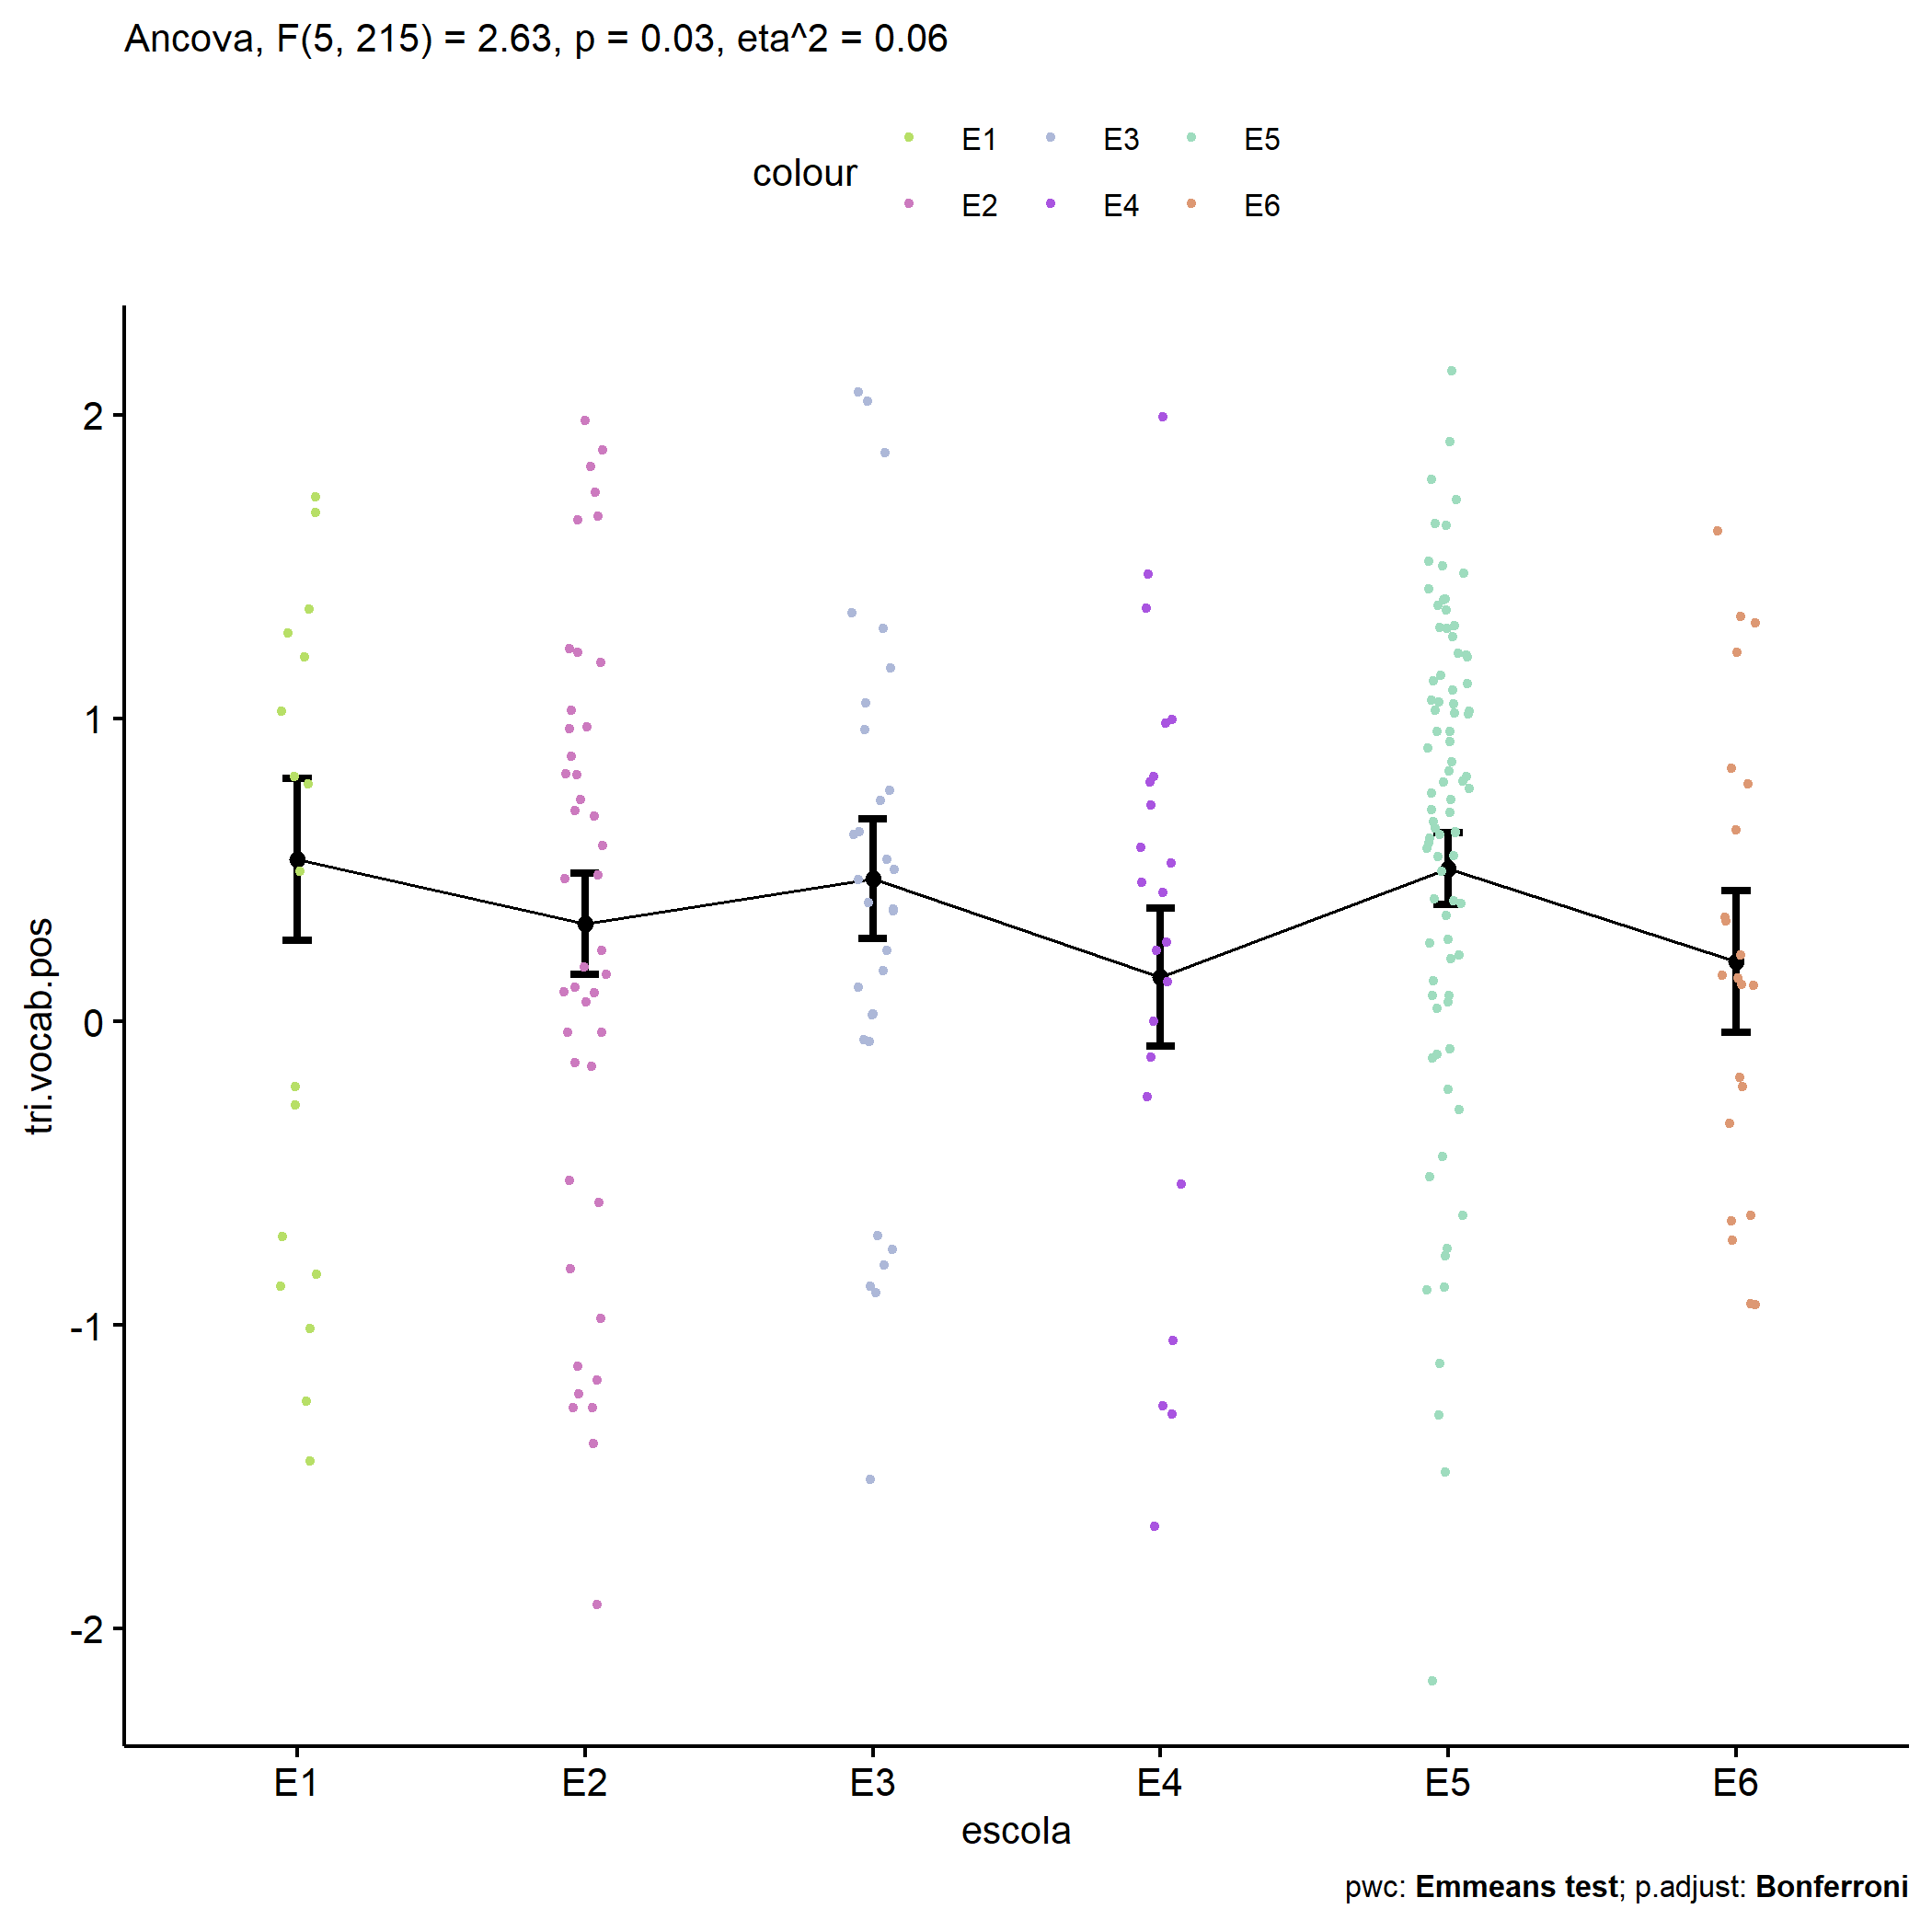 Ancova, F(5, 215) = 2.63, p = 0.03, eta^2 = 0.06
colour
E1 E3 E5
E2 E4 E6
2
1
0
-1
-2
tri.vocab.pos
E1 E2 E3 E4 E5 E6
escola
pwc: Emmeans test; p.adjust: Bonferroni